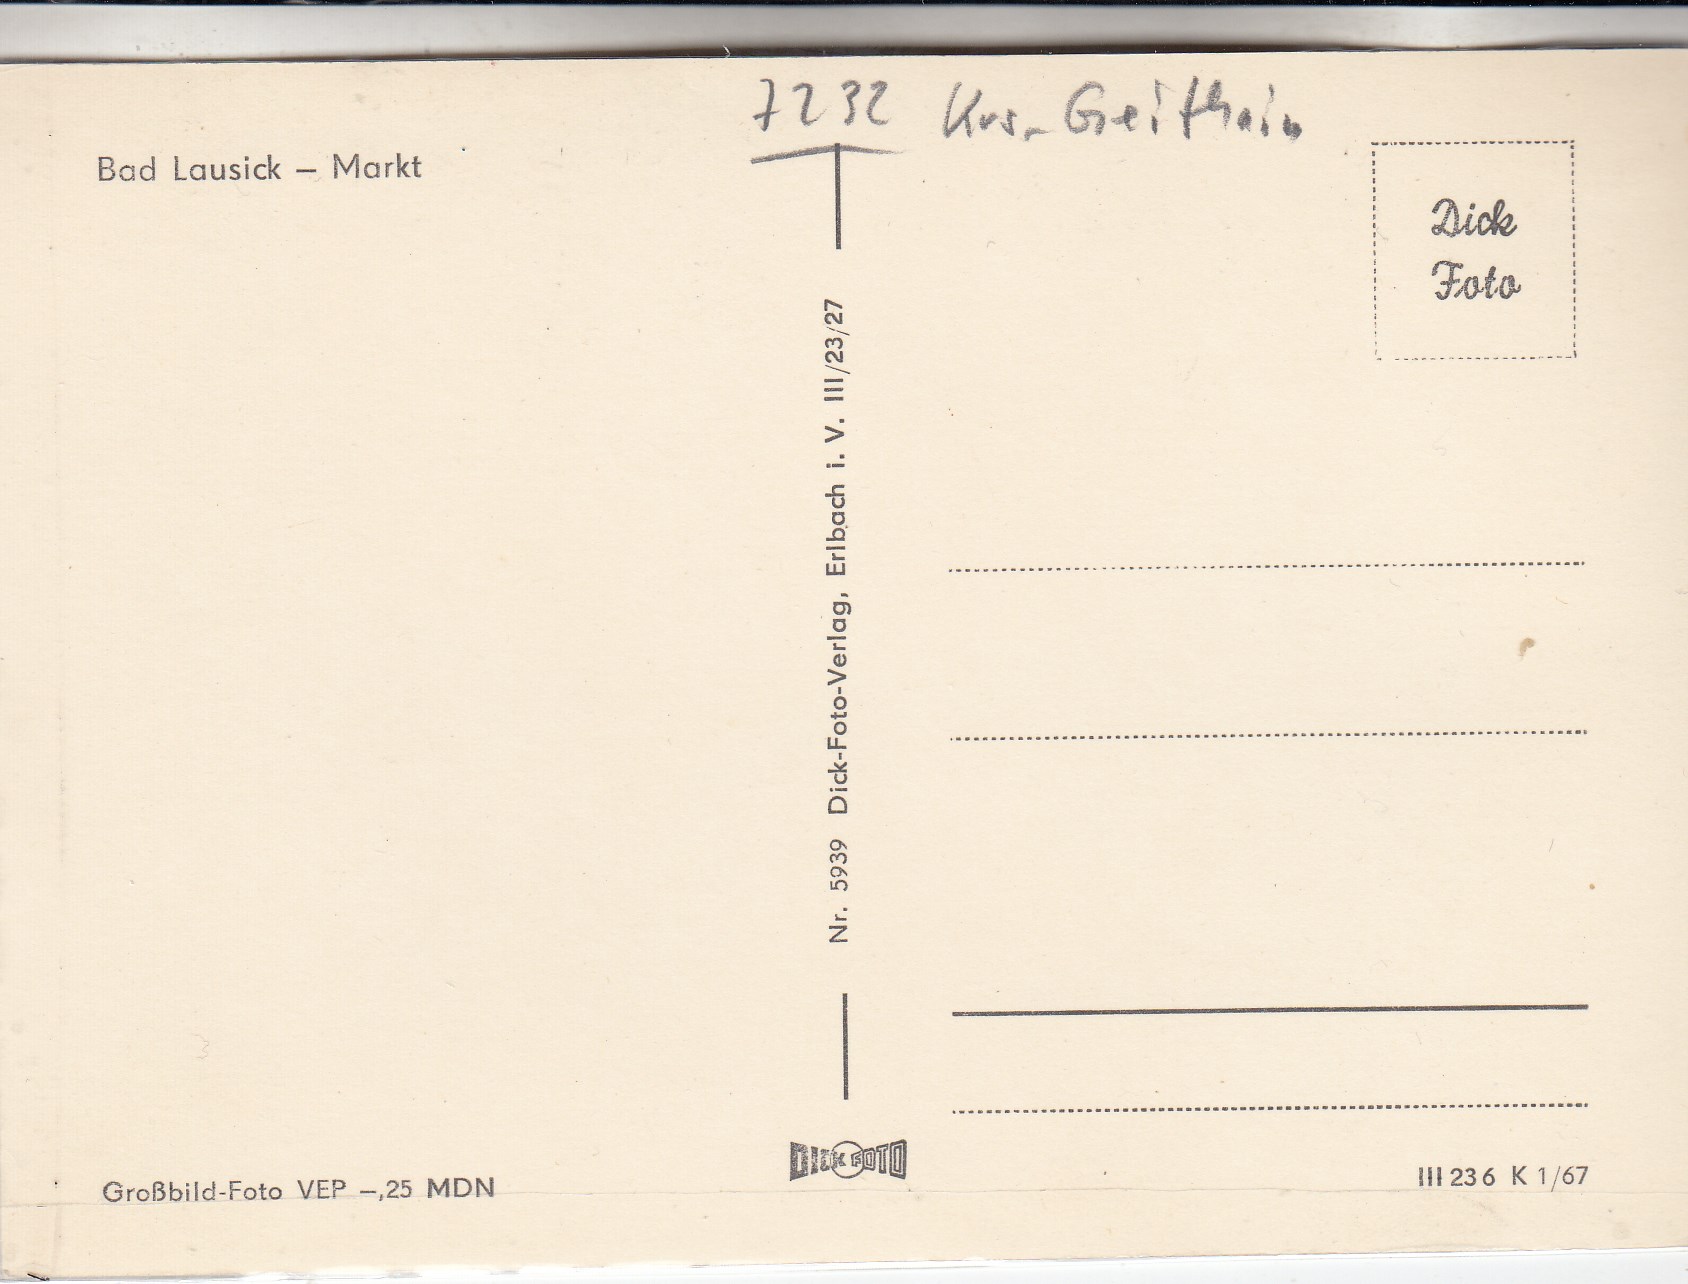 7232 Krs. Geithain
Bad Lausick – Markt
Dick
Foto
Nr. 5939 Dick-Foto-Verlag, Erlbach i. V. III/23/27
DICK FOTO
Großbild-Foto VEP –,25 MDN
III 23 6 K 1/67